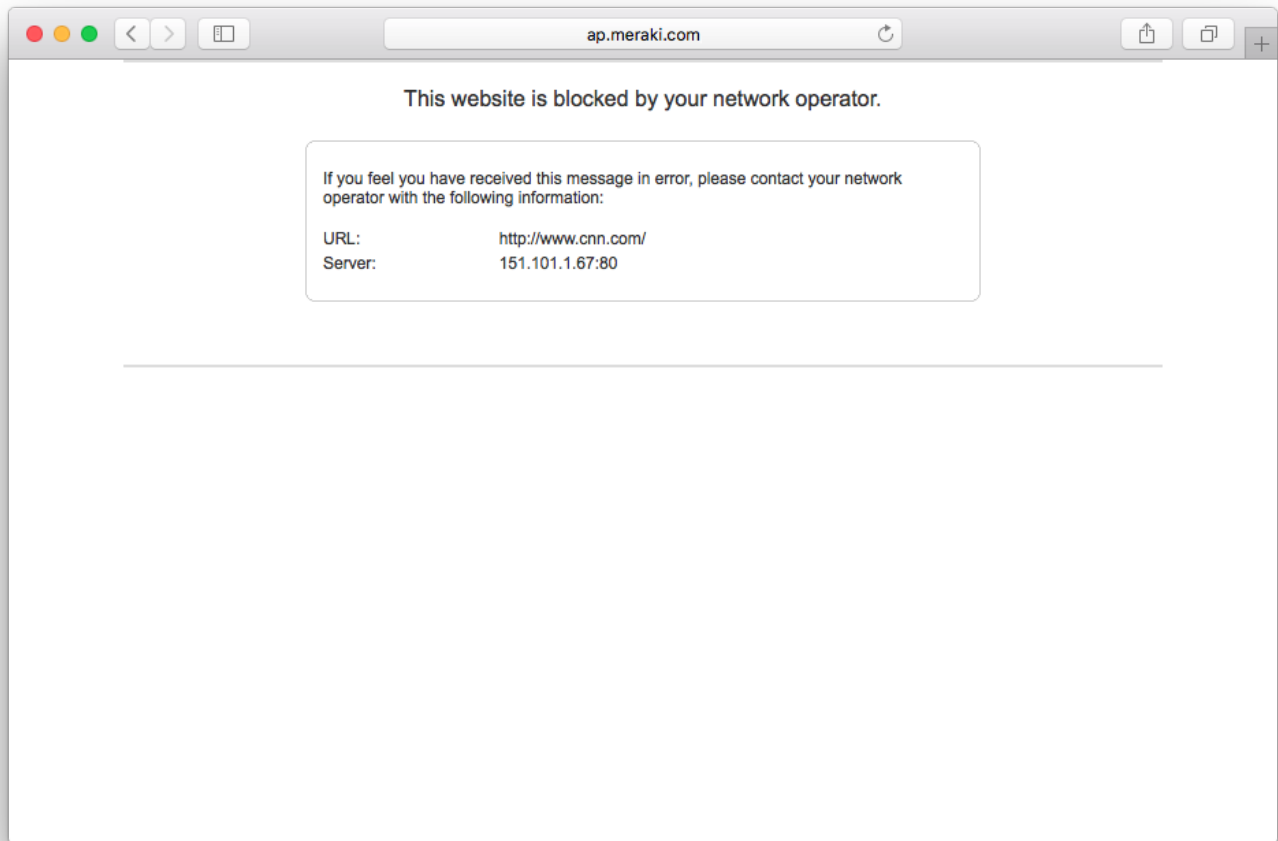 ap.meraki.com
This website is blocked by your network operator.
If you feel you have received this message in error, please contact your network
operator with the following information:
URL: http://www.cnn.com/
Server: 151.101.1.67:80